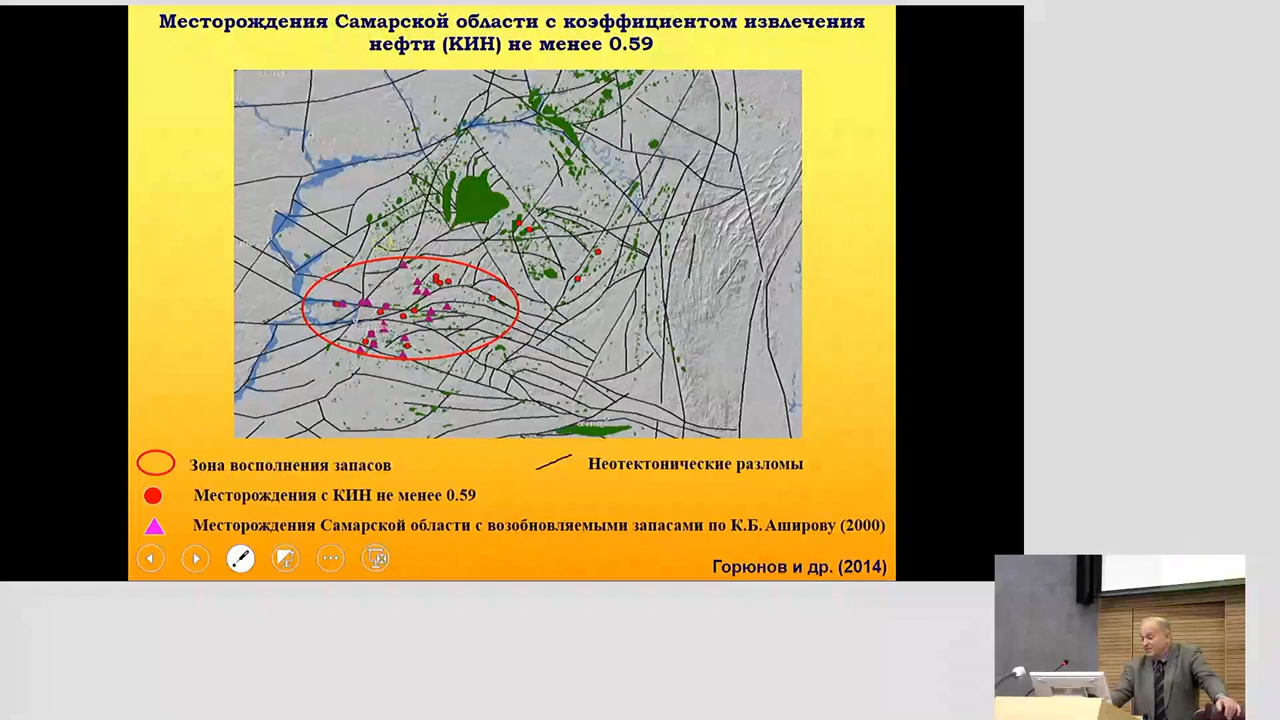 Месторождения Самарской области с коэффициентом извлечения
нефти (КИН) не менее 0.59
Зона восполнения запасов
Неотектонические разломы
Месторождения с КИН не менее 0.59
Месторождения Самарской области с возобновляемыми запасами по К.Б. Аширову (2000)
Горюнов и др. (2014)